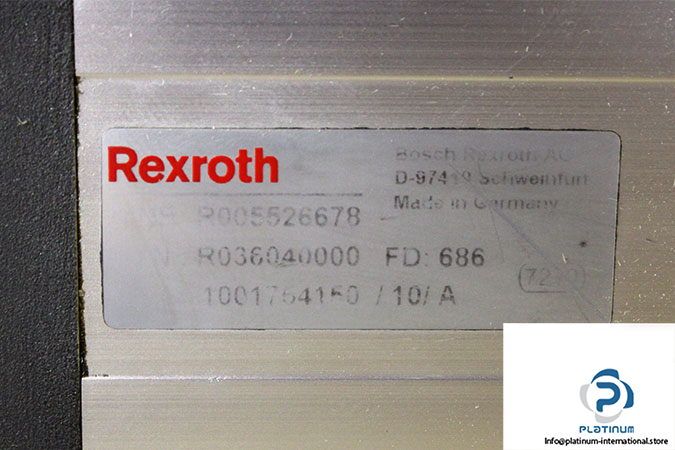 Rexroth
Bosch Rexroth AG
D-97419 Schweinfurt
Made in Germany
R005526678
R036040000 FD: 686
1001764150 / 10/ A
PLATINUM
Info@platinum-international.store